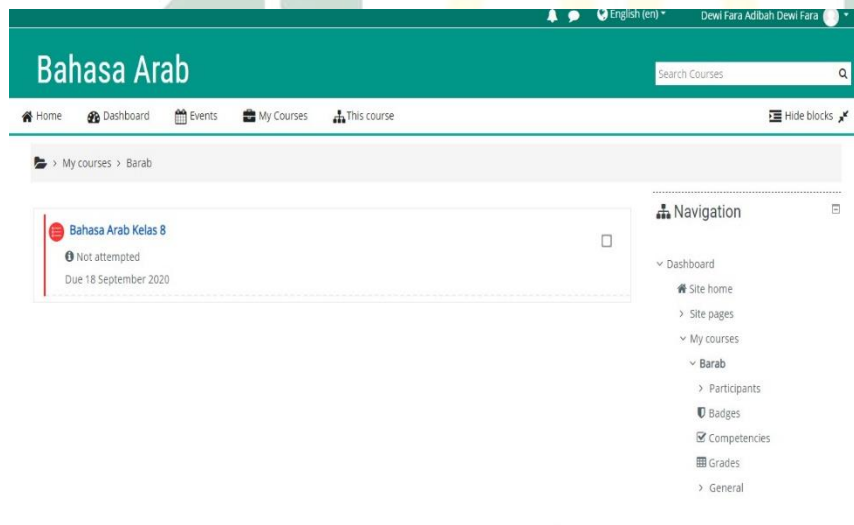 English (en) Dewi Fara Adibah Dewi Fara
Bahasa Arab
Search Courses
Home Dashboard Events My Courses This course Hide blocks
> My courses > Barab
Bahasa Arab Kelas 8
Not attempted
Due 18 September 2020
Navigation
Dashboard
Site home
> Site pages
My courses
Barab
> Participants
Badges
Competencies
Grades
> General